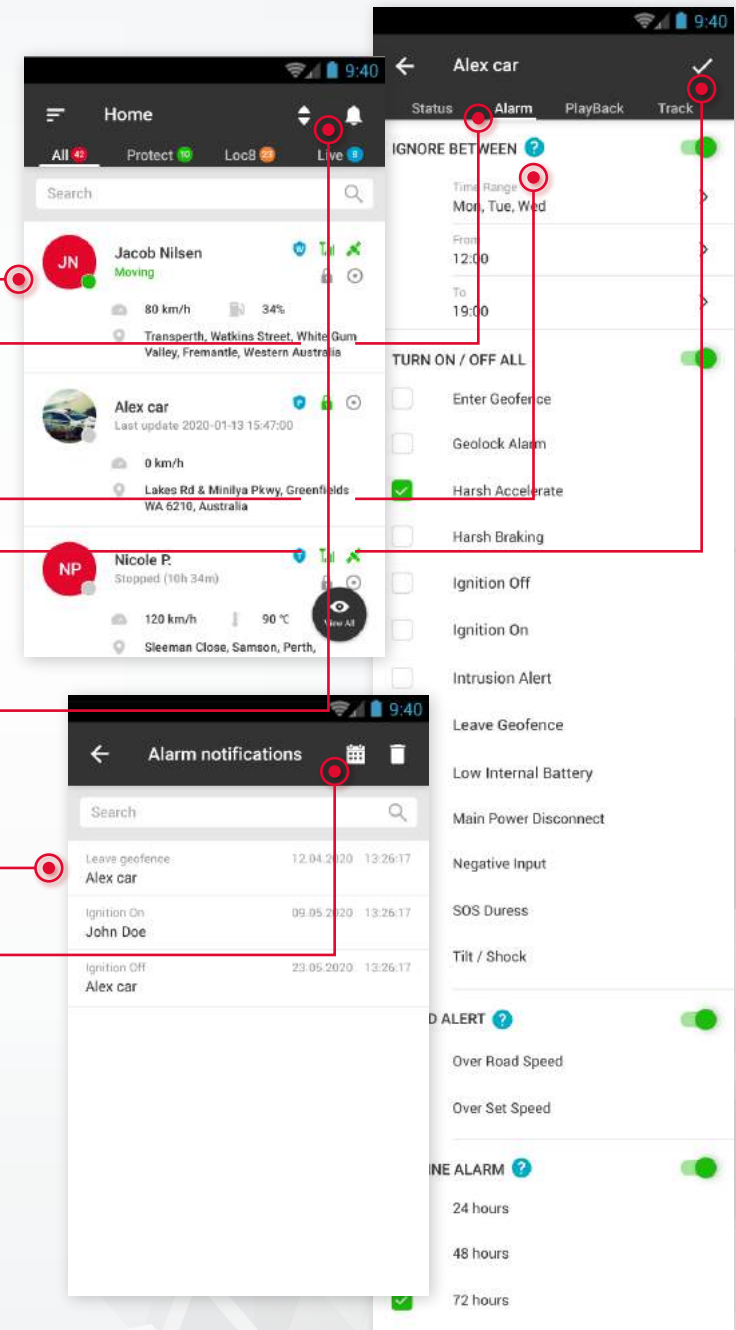 9:40
Home
All 42 Protect 10 Loc8 23 Live 8
Search
JN
Jacob Nilsen
Moving
80 km/h 34%
Transperth, Watkins Street, White Gum
Valley, Fremantle, Western Australia
Alex car
Last update 2020-01-13 15:47:00
0 km/h
Lakes Rd & Minilya Pkwy, Greenfields
WA 6210, Australia
NP
Nicole P.
Stopped (10h 34m)
120 km/h 90 °C
View All
Sleeman Close, Samson, Perth,
9:40
Alarm notifications
Search
Leave geofence 12.04.2020 13:26:17
Alex car
Ignition On 09.05.2020 13:26:17
John Doe
Ignition Off 23.05.2020 13:26:17
Alex car
9:40
Alex car
Status Alarm PlayBack Track
IGNORE BETWEEN ?
Time Range
Mon, Tue, Wed
From
12:00
To
19:00
TURN ON / OFF ALL
Enter Geofence
Geolock Alarm
Harsh Accelerate
Harsh Braking
Ignition Off
Ignition On
Intrusion Alert
Leave Geofence
Low Internal Battery
Main Power Disconnect
Negative Input
SOS Duress
Tilt / Shock
D ALERT ?
Over Road Speed
Over Set Speed
NE ALARM ?
24 hours
48 hours
72 hours